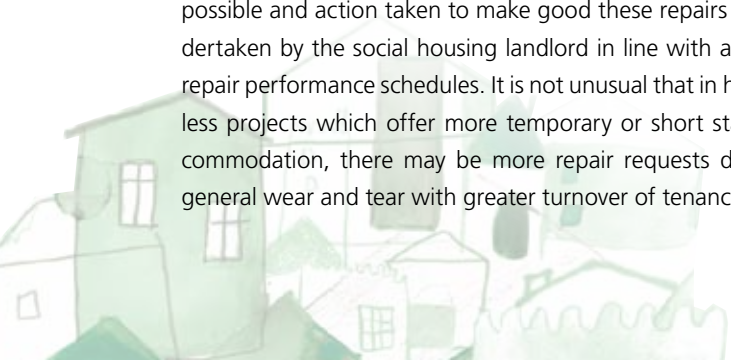 possible and action taken to make good these repairs
dertaken by the social housing landlord in line with a
repair performance schedules. It is not unusual that in h
less projects which offer more temporary or short st
commodation, there may be more repair requests d
general wear and tear with greater turnover of tenanc